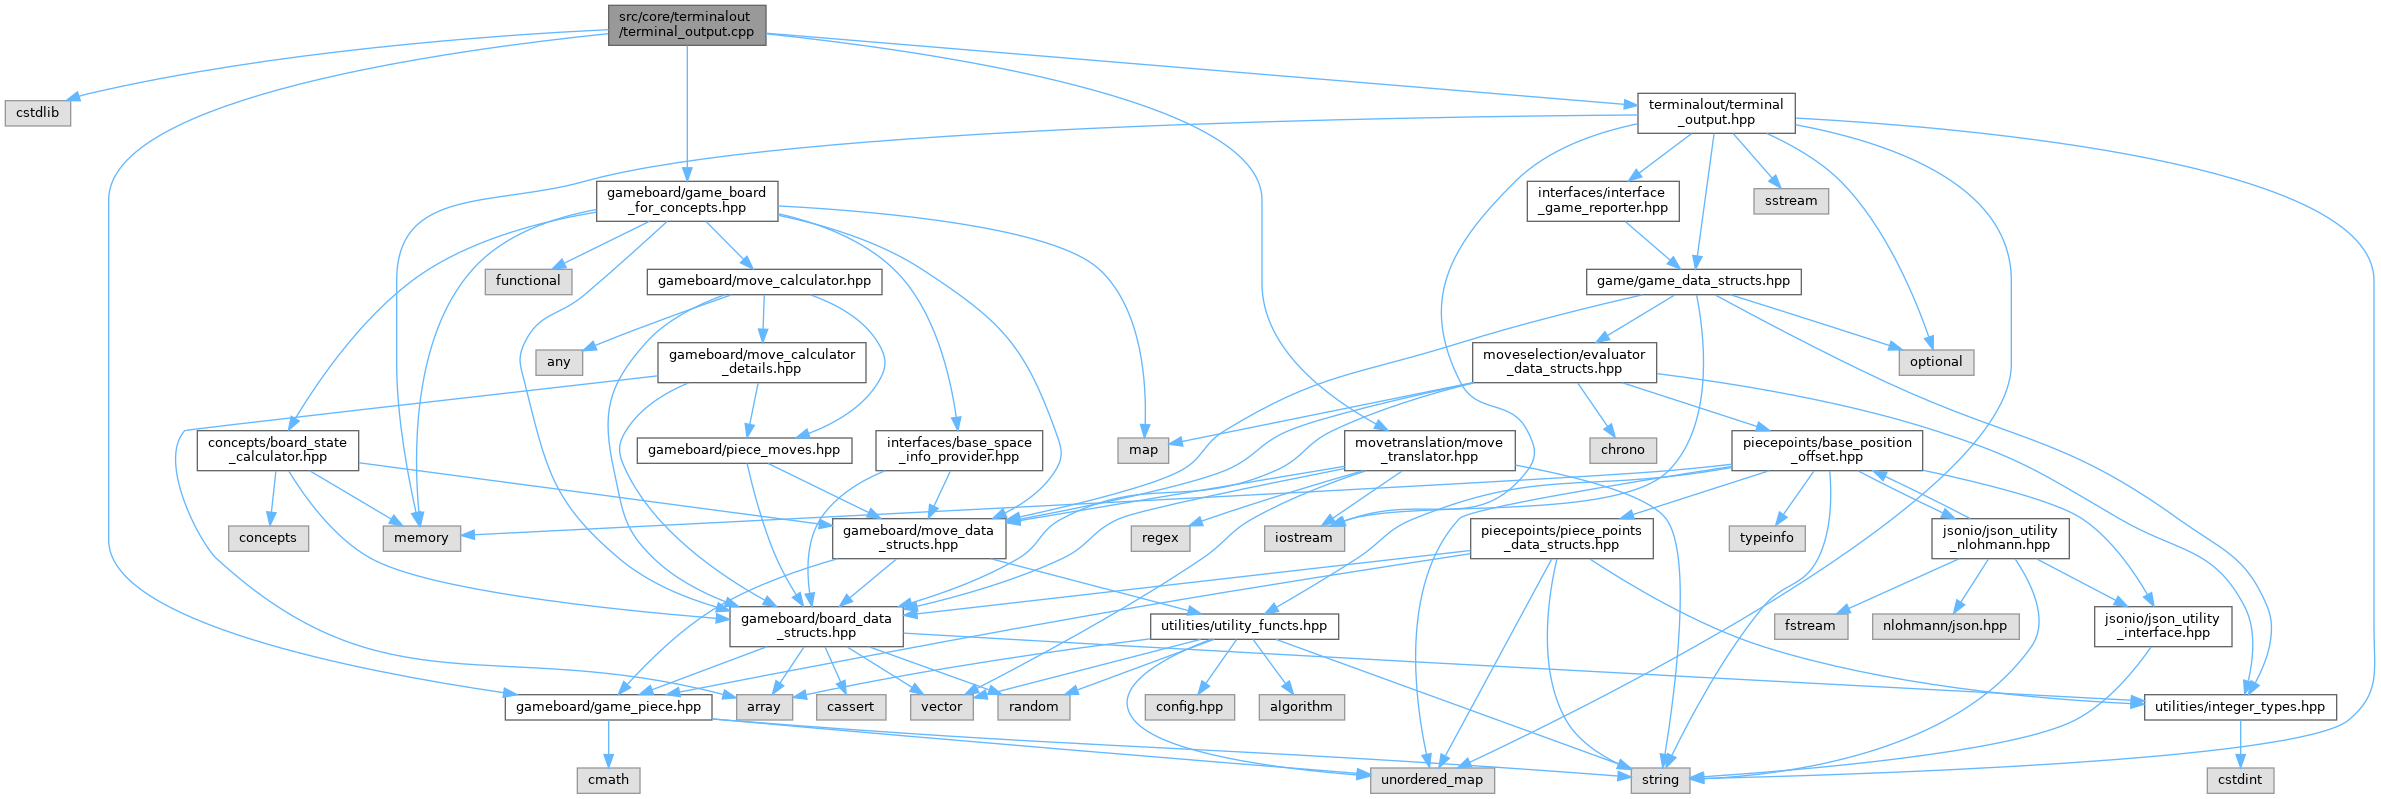 src/core/terminalout
/terminal_output.cpp
cstdlib
terminalout/terminal
_output.hpp
gameboard/game_board
_for_concepts.hpp
interfaces/interface
_game_reporter.hpp
sstream
functional
gameboard/move_calculator.hpp
game/game_data_structs.hpp
any
gameboard/move_calculator
_details.hpp
moveselection/evaluator
_data_structs.hpp
optional
concepts/board_state
_calculator.hpp
gameboard/piece_moves.hpp
interfaces/base_space
_info_provider.hpp
map
movetranslation/move
_translator.hpp
chrono
piecepoints/base_position
_offset.hpp
concepts
memory
gameboard/move_data
_structs.hpp
regex
iostream
piecepoints/piece_points
_data_structs.hpp
typeinfo
jsonio/json_utility
_nlohmann.hpp
gameboard/board_data
_structs.hpp
utilities/utility_functs.hpp
fstream
nlohmann/json.hpp
jsonio/json_utility
_interface.hpp
gameboard/game_piece.hpp
array
cassert
vector
random
config.hpp
algorithm
utilities/integer_types.hpp
cmath
unordered_map
string
cstdint